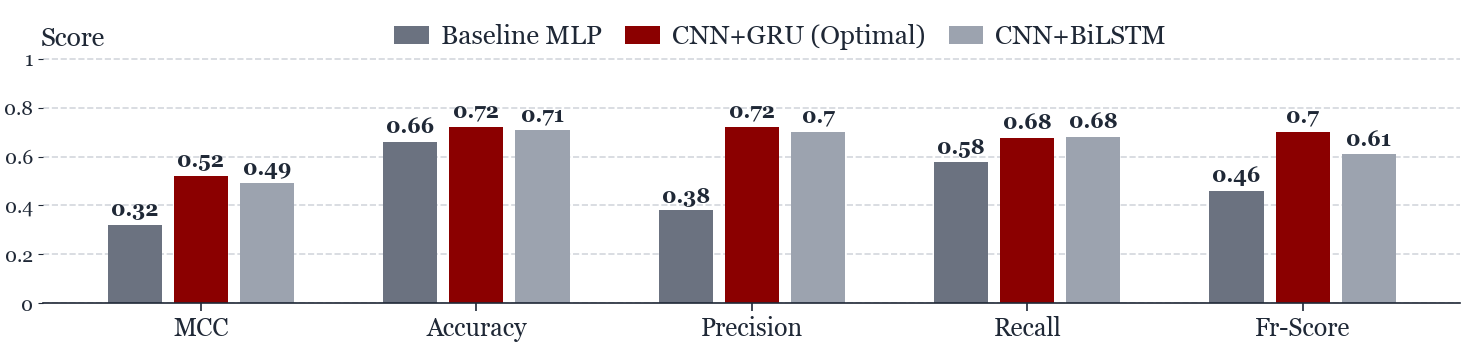 Score
Baseline MLP CNN+GRU (Optimal) CNN+BiLSTM
1
0.8
0.6
0.4
0.2
0
0.32 0.52 0.49
0.66 0.72 0.71
0.38 0.72 0.7
0.58 0.68 0.68
0.46 0.7 0.61
MCC Accuracy Precision Recall Fr-Score